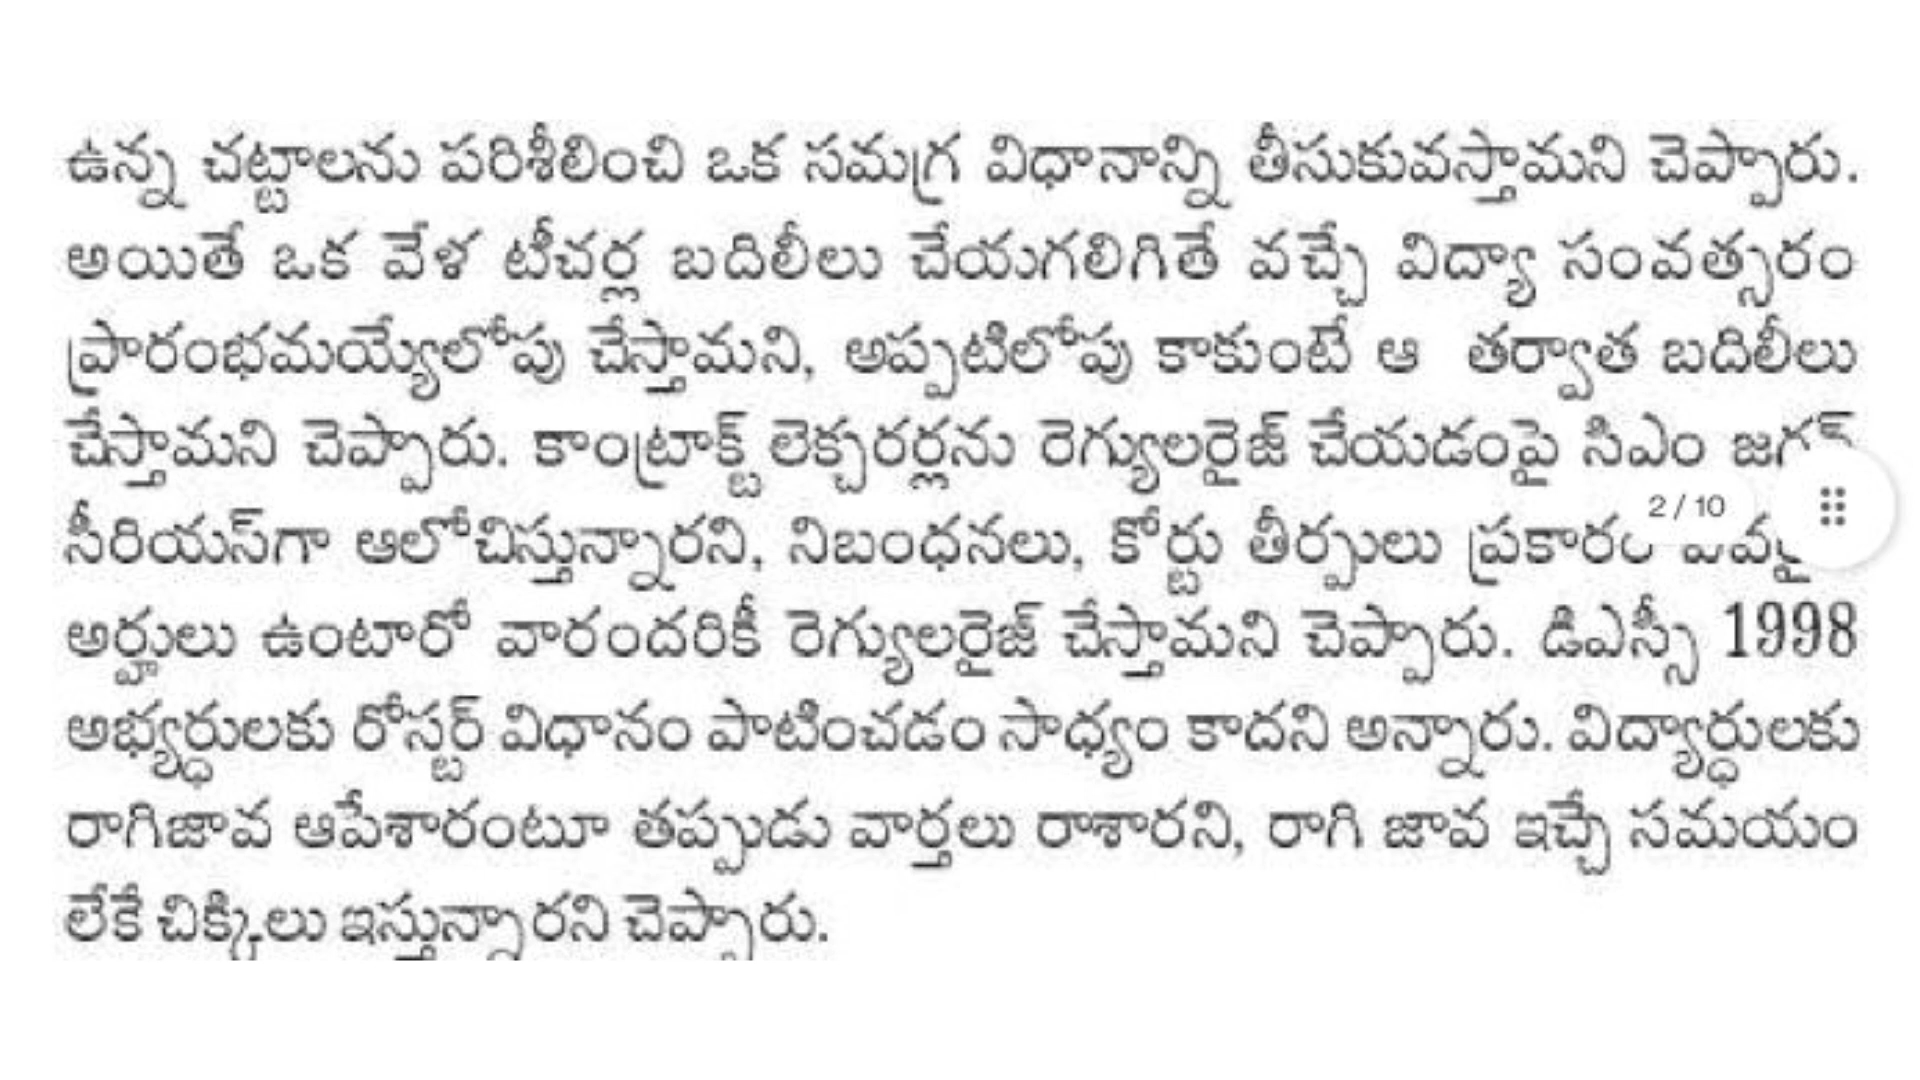 ఉన్న చట్టాలను పరిశీలించి ఒక సమగ్ర విధానాన్ని తీసుకువస్తామని చెప్పారు.
అయితే ఒక వేళ టీచర్ల బదిలీలు చేయగలిగితే వచ్చే విద్యా సంవత్సరం
ప్రారంభమయ్యేలోపు చేస్తామని, అప్పటిలోపు కాకుంటే ఆ తర్వాత బదిలీలు
చేస్తామని చెప్పారు. కాంట్రాక్ట్ లెక్చరర్లను రెగ్యులరైజ్ చేయడంపై సిఎం జగన్
2 / 10
సీరియస్‌గా ఆలోచిస్తున్నారని, నిబంధనలు, కోర్టు తీర్పులు ప్రకారం
అర్హులు ఉంటారో వారందరికీ రెగ్యులరైజ్ చేస్తామని చెప్పారు. డిఎస్సీ 1998
అభ్యర్ధులకు రోస్టర్ విధానం పాటించడం సాధ్యం కాదని అన్నారు. విద్యార్ధులకు
రాగిజావ ఆపేశారంటూ తప్పుడు వార్తలు రాశారని, రాగి జావ ఇచ్చే సమయం
లేకే చిక్కిలు ఇస్తున్నారని చెప్పారు.